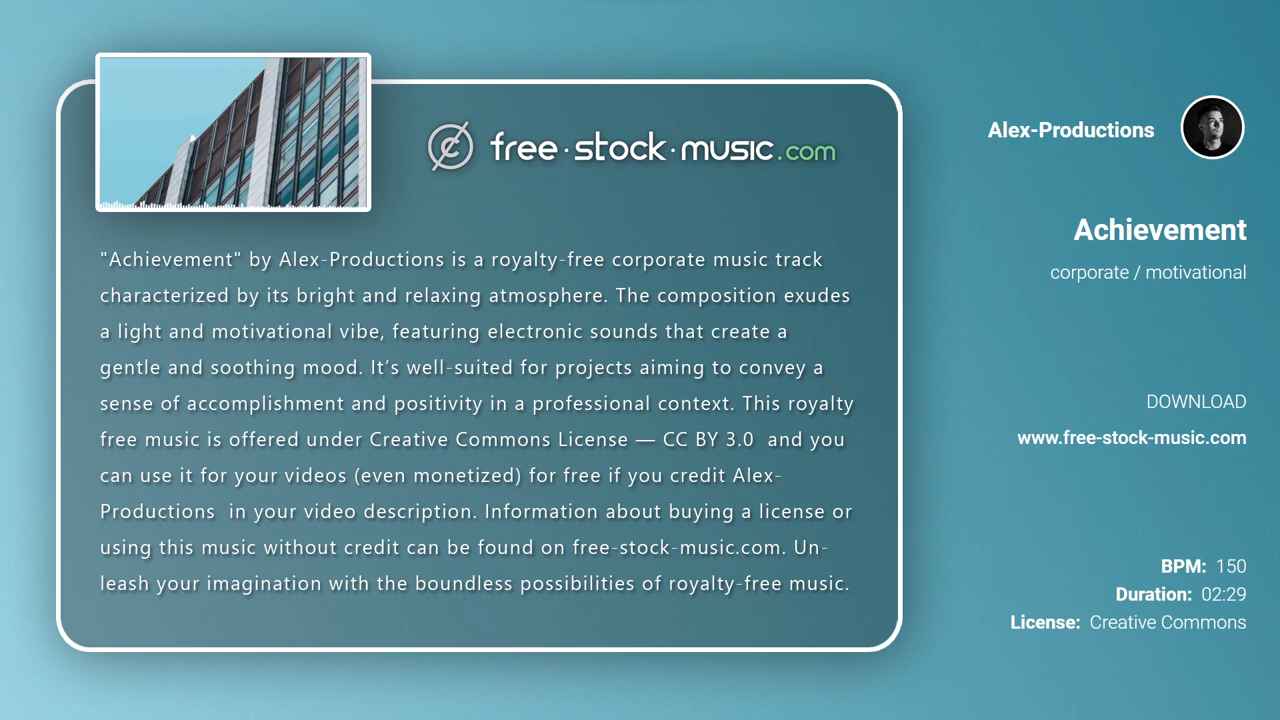 free·stock·music.com
"Achievement" by Alex-Productions is a royalty-free corporate music track
characterized by its bright and relaxing atmosphere. The composition exudes
a light and motivational vibe, featuring electronic sounds that create a
gentle and soothing mood. It’s well-suited for projects aiming to convey a
sense of accomplishment and positivity in a professional context. This royalty
free music is offered under Creative Commons License — CC BY 3.0  and you
can use it for your videos (even monetized) for free if you credit Alex-
Productions  in your video description. Information about buying a license or
using this music without credit can be found on free-stock-music.com. Un-
leash your imagination with the boundless possibilities of royalty-free music.
Alex-Productions
Achievement
corporate / motivational
DOWNLOAD
www.free-stock-music.com
BPM: 150
Duration: 02:29
License: Creative Commons